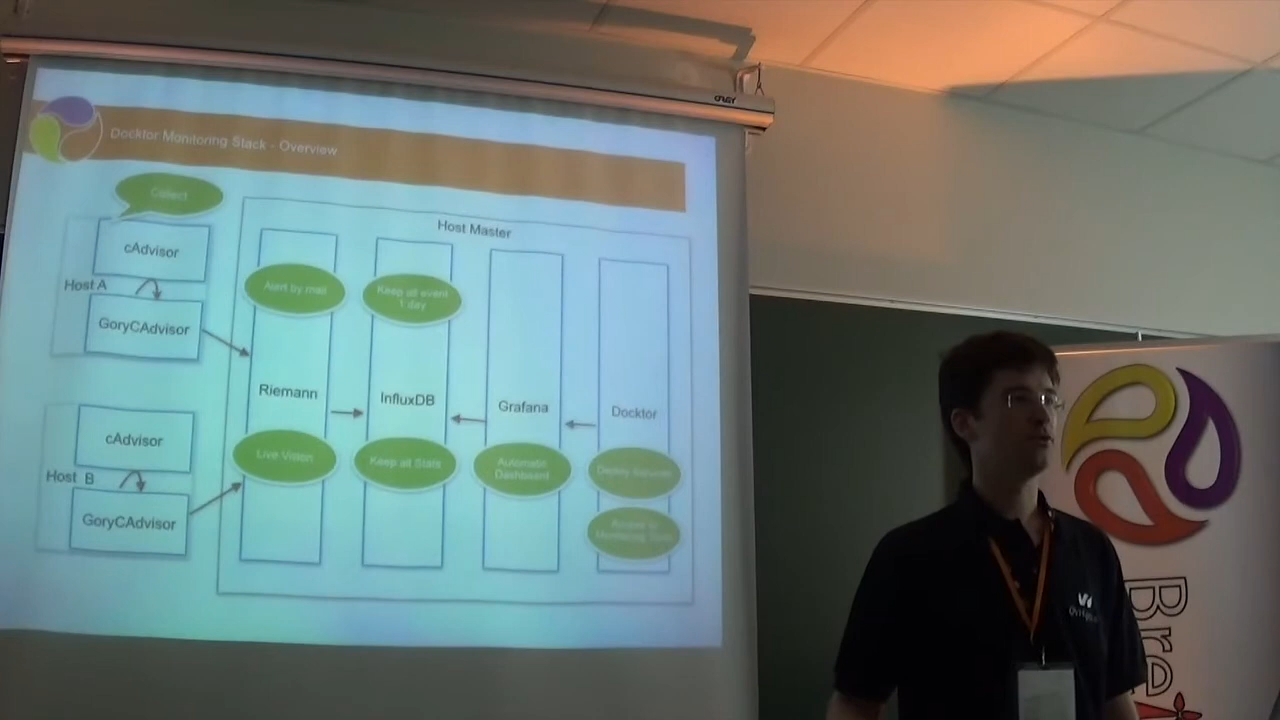 Docktor Monitoring Stack - Overview
Collect
Host Master
cAdvisor
Host A
GoryCAdvisor
Alert by mail
Keep all event
1 day
Riemann
InfluxDB
Grafana
Docktor
cAdvisor
Host B
GoryCAdvisor
Live Vision
Keep all Stats
Automatic
Dashboard
Bre